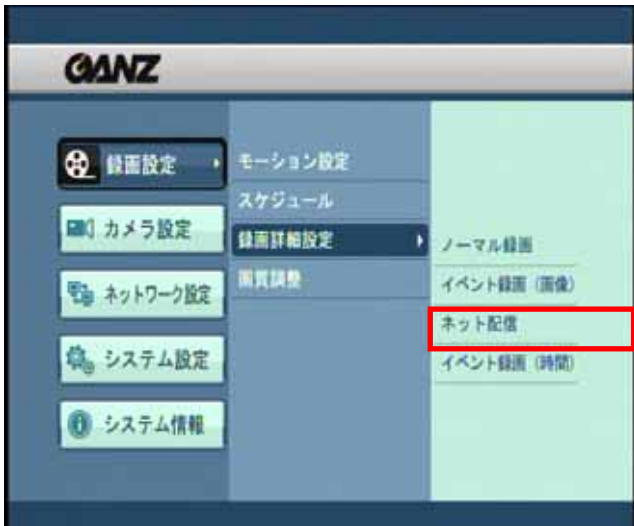 GANZ
録画設定
カメラ設定
ネットワーク設定
システム設定
システム情報
モーション設定
スケジュール
録画詳細設定
画質調整
ノーマル録画
イベント録画（画像）
ネット配信
イベント録画（時間）